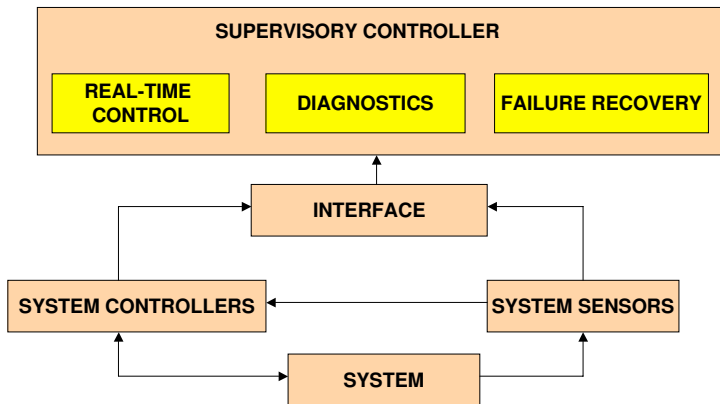 SUPERVISORY CONTROLLER
REAL-TIME
CONTROL
DIAGNOSTICS
FAILURE RECOVERY
INTERFACE
SYSTEM CONTROLLERS
SYSTEM SENSORS
SYSTEM